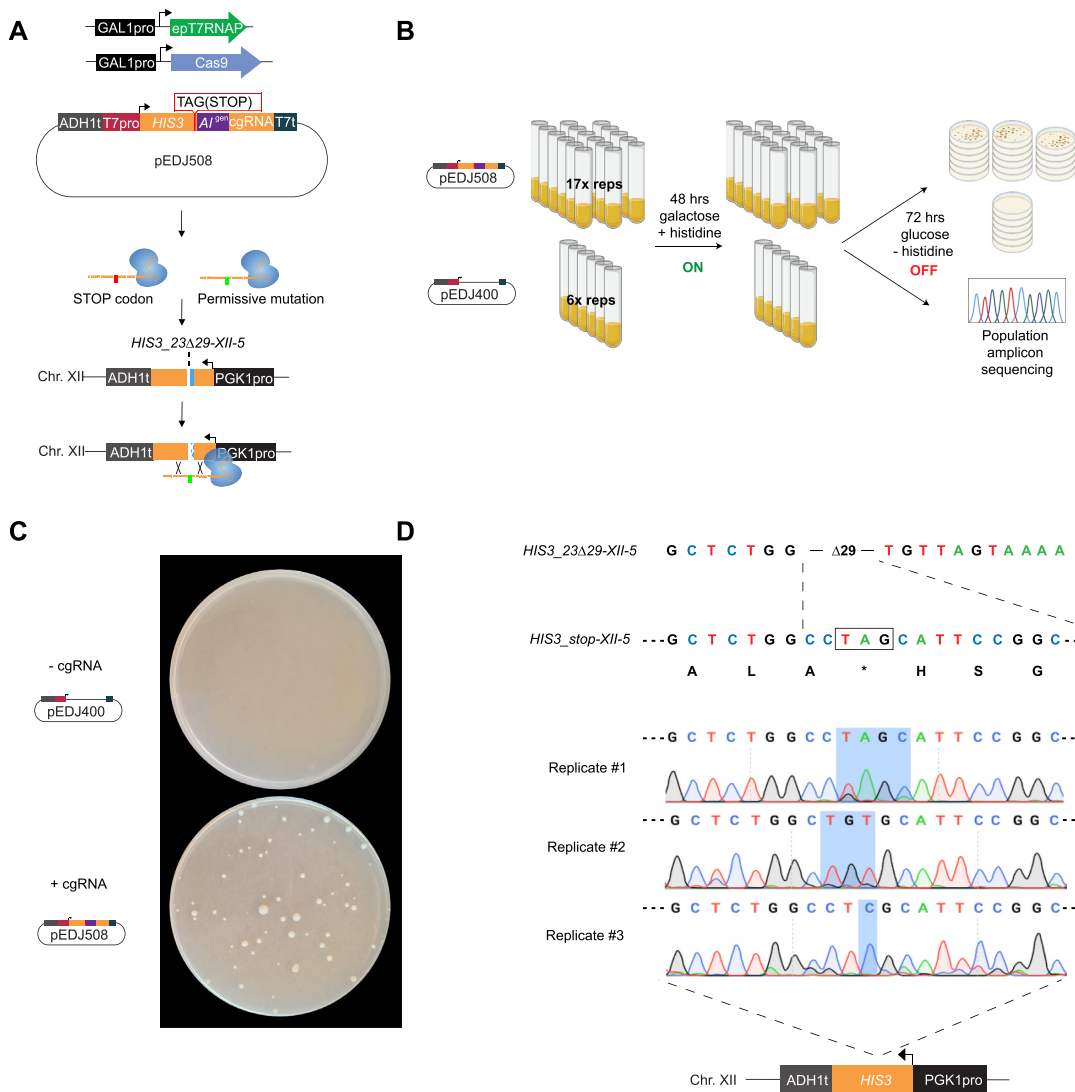 A
GAL1pro
epT7RNAP
GAL1pro
Cas9
TAG(STOP)
ADH1t T7pro HIS3 AI gen cgRNA T7t
pEDJ508
STOP codon
Permissive mutation
HIS3_23Δ29-XII-5
Chr. XII
ADH1t
PGK1pro
Chr. XII
ADH1t
PGK1pro
B
pEDJ508
17x reps
48 hrs
galactose
+ histidine
ON
pEDJ400
6x reps
72 hrs
glucose
- histidine
OFF
Population
amplicon
sequencing
C
- cgRNA
pEDJ400
+ cgRNA
pEDJ508
D
HIS3_23Δ29-XII-5
G C T C T G G — Δ29 — T G T T A G T A A A A
HIS3_stop-XII-5
---G C T C T G G C C T A G C A T T C C G G C--
A L A * H S G
---G C T C T G G C C T A G C A T T C C G G C---
Replicate #1
---G C T C T G G C T G T G C A T T C C G G C---
Replicate #2
---G C T C T G G C C T C G C A T T C C G G C---
Replicate #3
Chr. XII
ADH1t
HIS3
PGK1pro